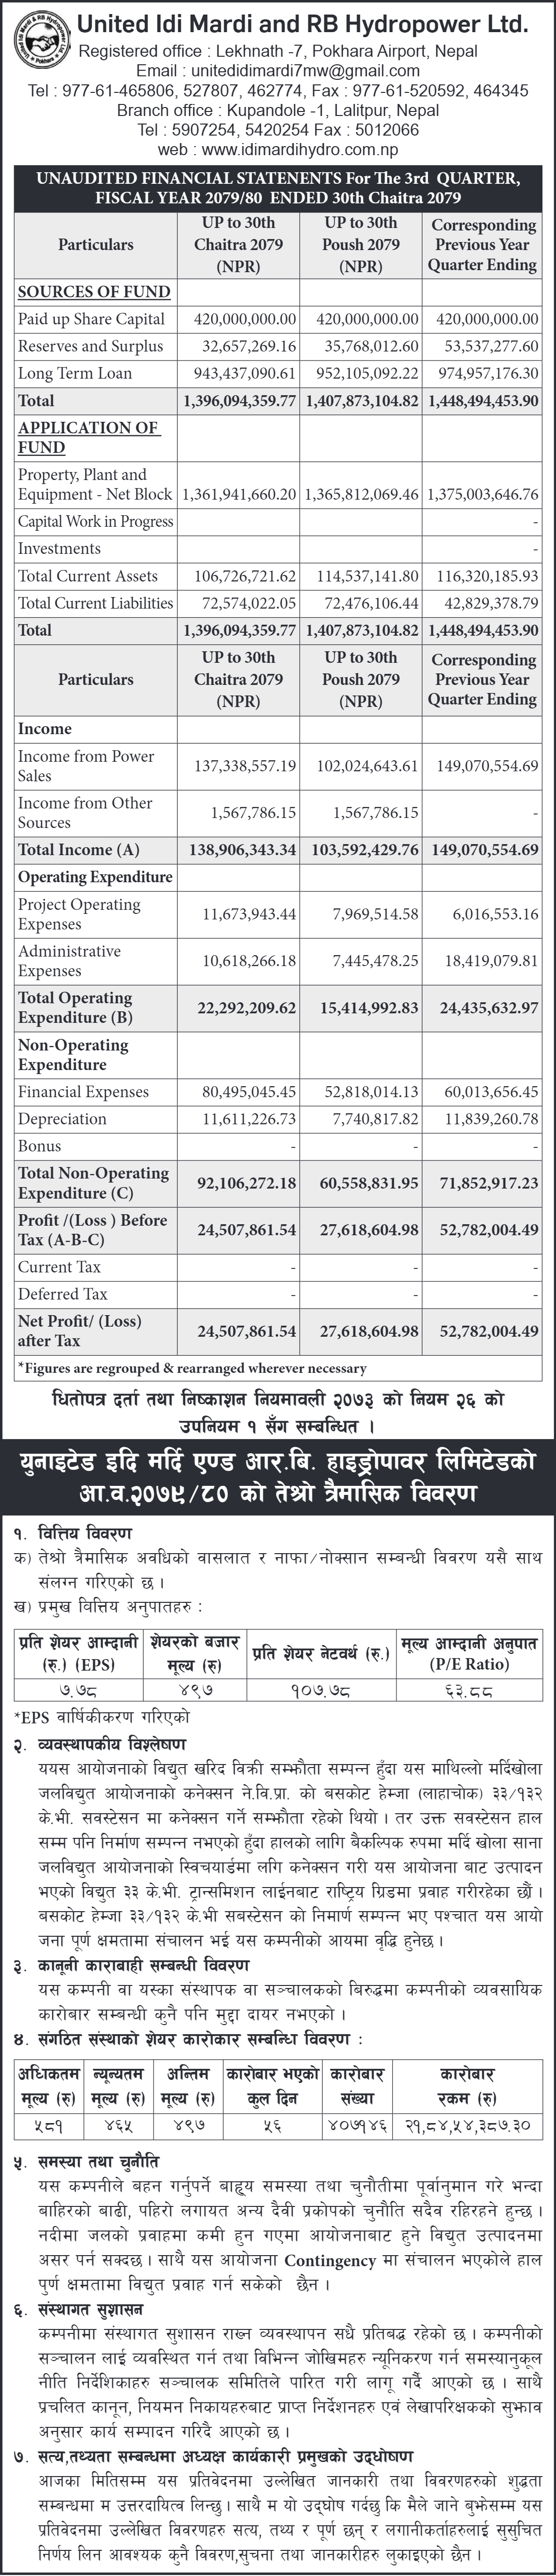 United Idi Mardi and RB Hydropower Ltd.
Registered office : Lekhnath -7, Pokhara Airport, Nepal
Email : unitedidimardi7mw@gmail.com
Tel : 977-61-465806, 527807, 462774, Fax : 977-61-520592, 464345
Branch office : Kupandole -1, Lalitpur, Nepal
Tel : 5907254, 5420254 Fax : 5012066
web : www.idimardihydro.com.np
UNAUDITED FINANCIAL STATENENTS For The 3rd QUARTER,
FISCAL YEAR 2079/80 ENDED 30th Chaitra 2079
Particulars UP to 30th Chaitra 2079 (NPR) UP to 30th Poush 2079 (NPR) Corresponding Previous Year Quarter Ending
SOURCES OF FUND
Paid up Share Capital 420,000,000.00 420,000,000.00 420,000,000.00
Reserves and Surplus 32,657,269.16 35,768,012.60 53,537,277.60
Long Term Loan 943,437,090.61 952,105,092.22 974,957,176.30
Total 1,396,094,359.77 1,407,873,104.82 1,448,494,453.90
APPLICATION OF
FUND
Property, Plant and
Equipment - Net Block 1,361,941,660.20 1,365,812,069.46 1,375,003,646.76
Capital Work in Progress -
Investments -
Total Current Assets 106,726,721.62 114,537,141.80 116,320,185.93
Total Current Liabilities 72,574,022.05 72,476,106.44 42,829,378.79
Total 1,396,094,359.77 1,407,873,104.82 1,448,494,453.90
Particulars UP to 30th Chaitra 2079 (NPR) UP to 30th Poush 2079 (NPR) Corresponding Previous Year Quarter Ending
Income
Income from Power
Sales 137,338,557.19 102,024,643.61 149,070,554.69
Income from Other
Sources 1,567,786.15 1,567,786.15 -
Total Income (A) 138,906,343.34 103,592,429.76 149,070,554.69
Operating Expenditure
Project Operating
Expenses 11,673,943.44 7,969,514.58 6,016,553.16
Administrative
Expenses 10,618,266.18 7,445,478.25 18,419,079.81
Total Operating
Expenditure (B) 22,292,209.62 15,414,992.83 24,435,632.97
Non-Operating
Expenditure
Financial Expenses 80,495,045.45 52,818,014.13 60,013,656.45
Depreciation 11,611,226.73 7,740,817.82 11,839,260.78
Bonus - - -
Total Non-Operating
Expenditure (C) 92,106,272.18 60,558,831.95 71,852,917.23
Profit /(Loss ) Before
Tax (A-B-C) 24,507,861.54 27,618,604.98 52,782,004.49
Current Tax - - -
Deferred Tax - - -
Net Profit/ (Loss)
after Tax 24,507,861.54 27,618,604.98 52,782,004.49
*Figures are regrouped & rearranged wherever necessary
धितोपत्र दर्ता तथा निष्काशन नियमावली २०७३ को नियम २६ को
उपनियम १ सँग सम्बन्धित ।
युनाइटेड इदि मर्दि एण्ड आर.बि. हाइड्रोपावर लिमिटेडको
आ.व.२०७९/८० को तेश्रो त्रैमासिक विवरण
१. वित्तिय विवरण
क) तेश्रो त्रैमासिक अवधिको वासलात र नाफा/नोक्सान सम्बन्धी विवरण यसै साथ
संलग्न गरिएको छ ।
ख) प्रमुख वित्तिय अनुपातहरु :
प्रति शेयर आम्दानी (रु.) (EPS) शेयरको बजार मूल्य (रु) प्रति शेयर नेटवर्थ (रु.) मूल्य आम्दानी अनुपात (P/E Ratio)
७.७८ ४९७ १०७.७८ ६३.८८
*EPS वार्षिकीकरण गरिएको
२. व्यवस्थापकीय विश्लेषण
ययस आयोजनाको विद्युत खरिद विक्री सम्झौता सम्पन्न हुँदा यस माथिल्लो मर्दिखोला
जलविद्युत आयोजनाको कनेक्सन ने.वि.प्रा. को बसकोट हेम्जा (लाहाचोक) ३३/१३२
के.भी. सवस्टेसन मा कनेक्सन गर्ने सम्झौता रहेको थियो । तर उक्त सवस्टेसन हाल
सम्म पनि निर्माण सम्पन्न नभएको हुँदा हालको लागि बैकल्पिक रुपमा मर्दि खोला साना
जलविद्युत आयोजनाको स्विचयार्डमा लगि कनेक्सन गरी यस आयोजना बाट उत्पादन
भएको विद्युत ३३ के.भी. ट्रान्समिशन लाईनबाट राष्ट्रिय ग्रिडमा प्रवाह गरीरहेका छौं ।
बसकोट हेम्जा ३३/१३२ के.भी सबस्टेसन को निमार्ण सम्पन्न भए पश्चात यस आयो
जना पूर्ण क्षमतामा संचालन भई यस कम्पनीको आयमा वृद्धि हुनेछ ।
३. कानूनी काराबाही सम्बन्धी विवरण
यस कम्पनी वा यस्का संस्थापक वा सञ्चालकको बिरुद्धमा कम्पनीको व्यवसायिक
कारोबार सम्बन्धी कुनै पनि मुद्दा दायर नभएको ।
४. संगठित संस्थाको शेयर कारोकार सम्बन्धि विवरण :
अधिकतम मूल्य (रु) न्यून्यतम मूल्य (रु) अन्तिम मूल्य (रु) कारोबार भएको कुल दिन कारोबार संख्या कारोबार रकम (रु)
५८१ ४६५ ४९७ ५६ ४०७१४६ २१,८४,५४,३८७.३०
५. समस्या तथा चुनौति
यस कम्पनीले बहन गर्नुपर्ने बाह्रय समस्या तथा चुनौतीमा पूर्वानुमान गरे भन्दा
बाहिरको बाढी, पहिरो लगायत अन्य दैवी प्रकोपको चुनौति सदैव रहिरहने हुन्छ ।
नदीमा जलको प्रवाहमा कमी हुन गएमा आयोजनाबाट हुने विद्युत उत्पादनमा
असर पर्न सक्दछ । साथै यस आयोजना Contingency मा संचालन भएकोले हाल
पुर्ण क्षमतामा विद्युत प्रवाह गर्न सकेको छैन ।
६. संस्थागत सुशासन
कम्पनीमा संस्थागत सुशासन राख्न व्यवस्थापन सधै प्रतिबद्ध रहेको छ । कम्पनीको
सञ्चालन लाई व्यवस्थित गर्न तथा विभिन्न जोखिमहरु न्यूनिकरण गर्न समस्यानुकूल
नीति निर्देशिकाहरु सञ्चालक समितिले पारित गरी लागू गर्दै आएको छ । साथै
प्रचलित कानून, नियमन निकायहरुबाट प्राप्त निर्देशनहरु एवं लेखापरिक्षकको सुझाव
अनुसार कार्य सम्पादन गरिदै आएको छ ।
७. सत्य,तथ्यता सम्बन्धमा अध्यक्ष कार्यकारी प्रमुखको उद्घोषण
आजका मितिसम्म यस प्रतिवेदनमा उल्लेखित जानकारी तथा विवरणहरुको शुद्धता
सम्बन्धमा म उत्तरदायित्व लिन्छु । साथै म यो उद्घोष गर्दछु कि मैले जाने बुझेसम्म यस
प्रतिवेदनमा उल्लेखित विवरणहरु सत्य, तथ्य र पूर्ण छन् र लगानीकर्ताहरुलाई सुसुचित
निर्णय लिन आवश्यक कुनै विवरण,सुचना तथा जानकारीहरु लुकाइएको छैन ।